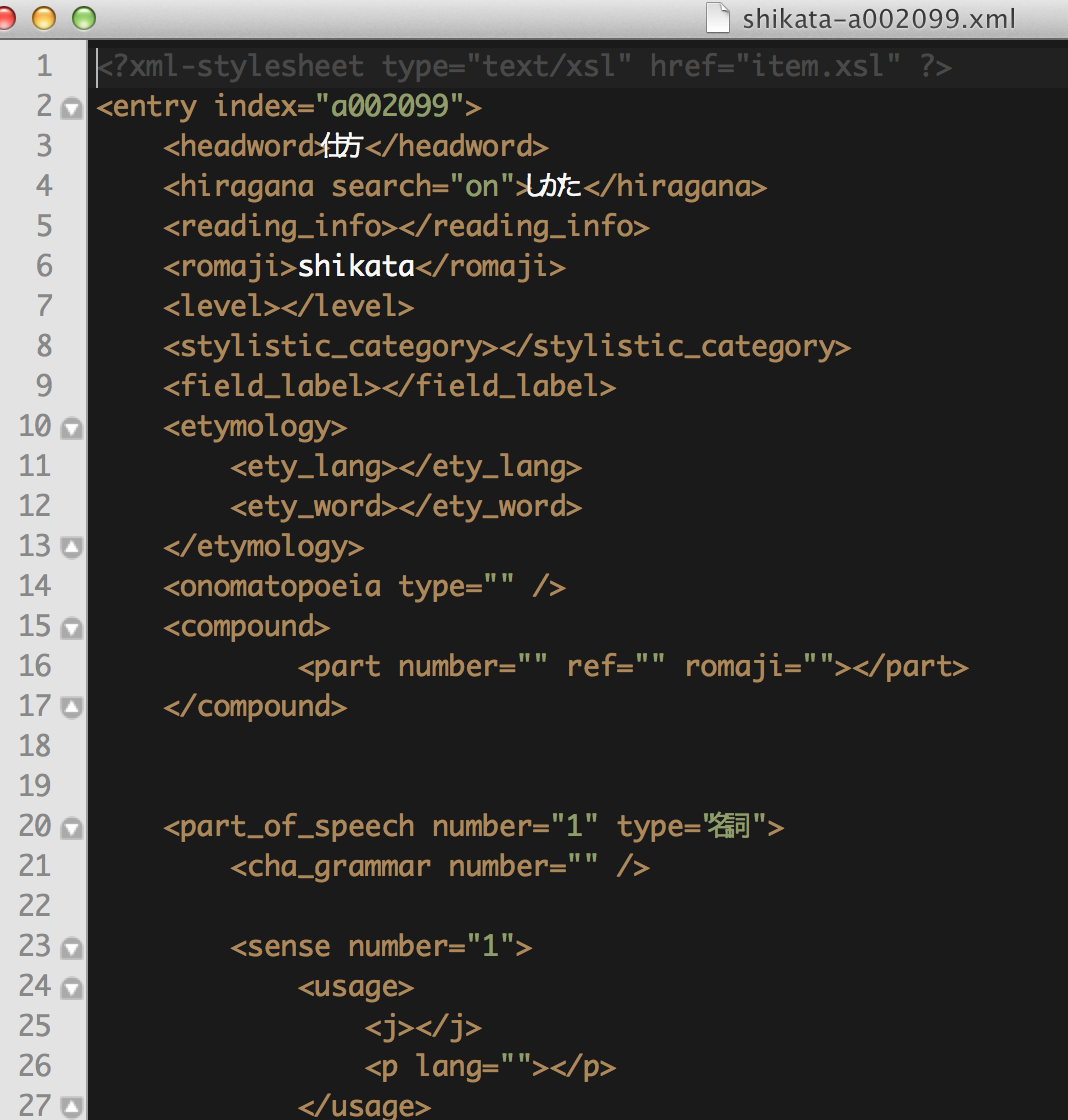 shikata-a002099.xml
1 <?xml-stylesheet type="text/xsl" href="item.xsl" ?>
2 <entry index="a002099">
3 <headword>仕方</headword>
4 <hiragana search="on">しかた</hiragana>
5 <reading_info></reading_info>
6 <romaji>shikata</romaji>
7 <level></level>
8 <stylistic_category></stylistic_category>
9 <field_label></field_label>
10 <etymology>
11 <ety_lang></ety_lang>
12 <ety_word></ety_word>
13 </etymology>
14 <onomatopoeia type="" />
15 <compound>
16 <part number="" ref="" romaji=""></part>
17 </compound>
18
19
20 <part_of_speech number="1" type="名詞">
21 <cha_grammar number="" />
22
23 <sense number="1">
24 <usage>
25 <j></j>
26 <p lang=""></p>
27 </usage>